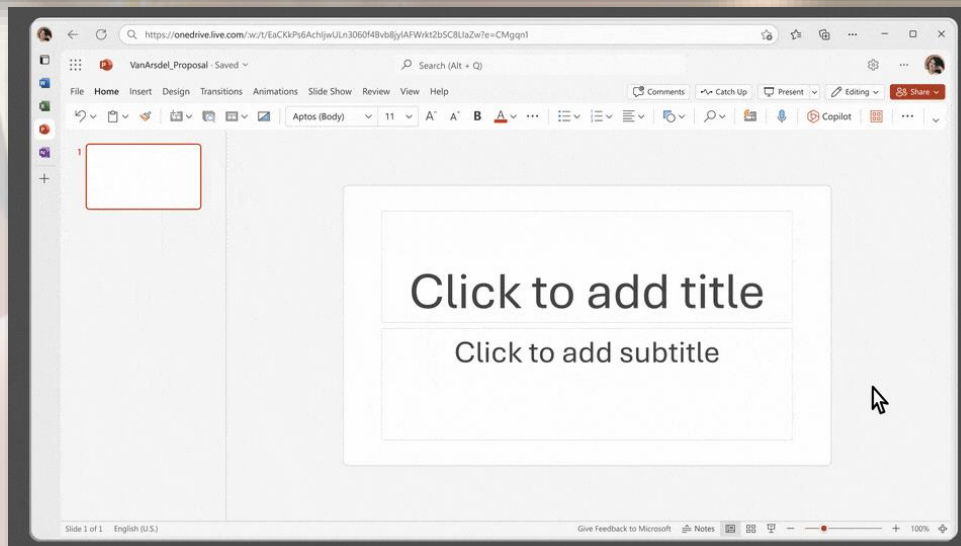 https://onedrive.live.com/:w:/t/EaCKkPs6AchIjwULn3060f48vb8jylAFWrkt2bSC8LlaZw?e=CMgqn1
VanArsdel_Proposal · Saved
Search (Alt + Q)
File Home Insert Design Transitions Animations Slide Show Review View Help
Comments Catch Up Present Editing Share
Aptos (Body) 11 A A B A Copilot
1
Click to add title
Click to add subtitle
Slide 1 of 1 English (U.S.) Give Feedback to Microsoft Notes 100%